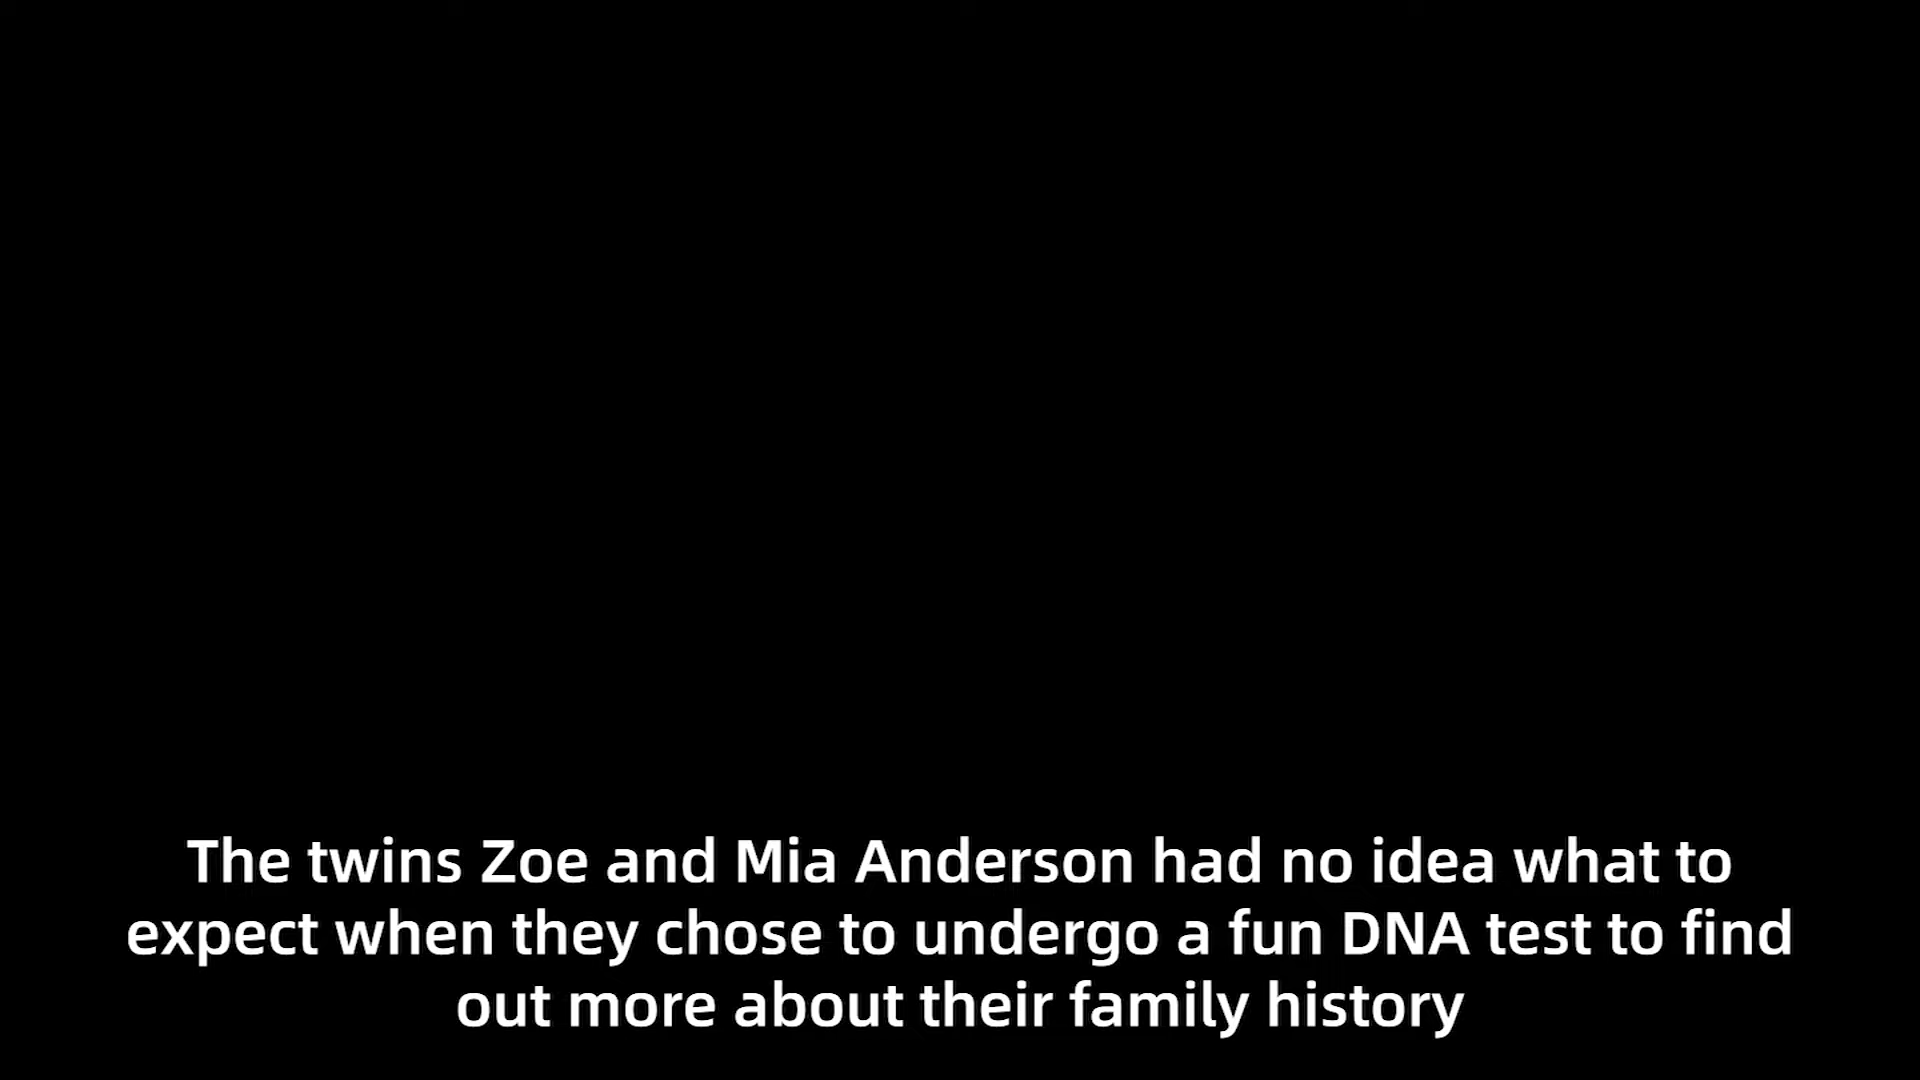 The twins Zoe and Mia Anderson had no idea what to
expect when they chose to undergo a fun DNA test to find
out more about their family history